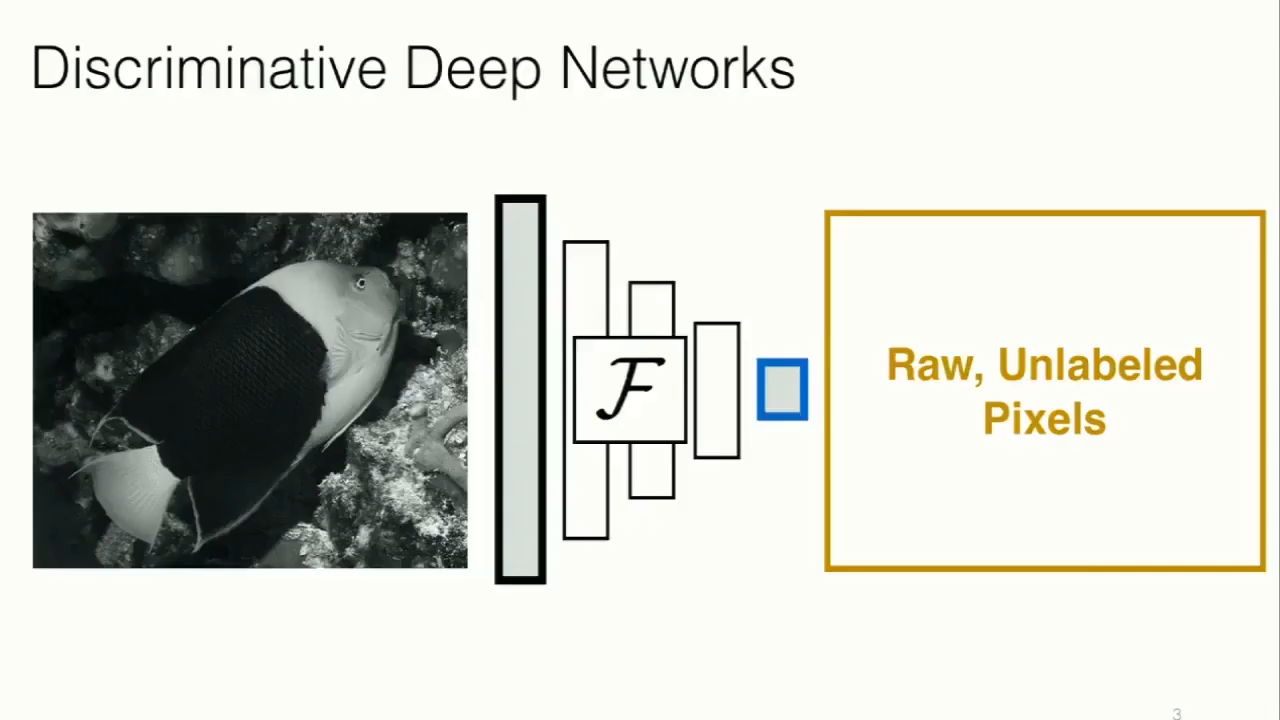 Discriminative Deep Networks
ℱ
Raw, Unlabeled
Pixels
3